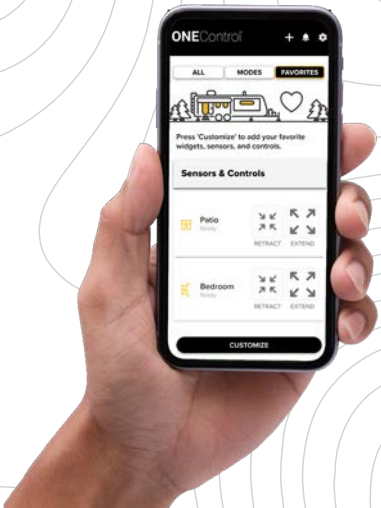 ONEControl
ALL MODES FAVORITES
Press 'Customize' to add your favorite
widgets, sensors, and controls.
Sensors & Controls
Patio
Ready
RETRACT EXTEND
Bedroom
Ready
RETRACT EXTEND
CUSTOMIZE